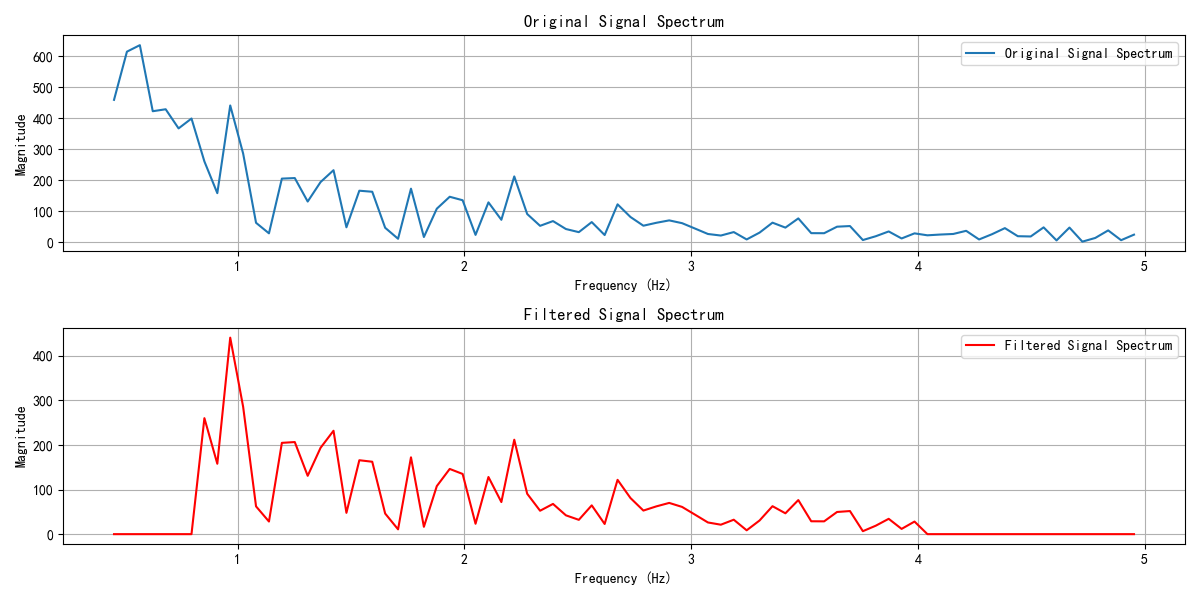 Original Signal Spectrum
Original Signal Spectrum
Magnitude
600
500
400
300
200
100
0
1 2 3 4 5
Frequency (Hz)
Filtered Signal Spectrum
Filtered Signal Spectrum
Magnitude
400
300
200
100
0
1 2 3 4 5
Frequency (Hz)